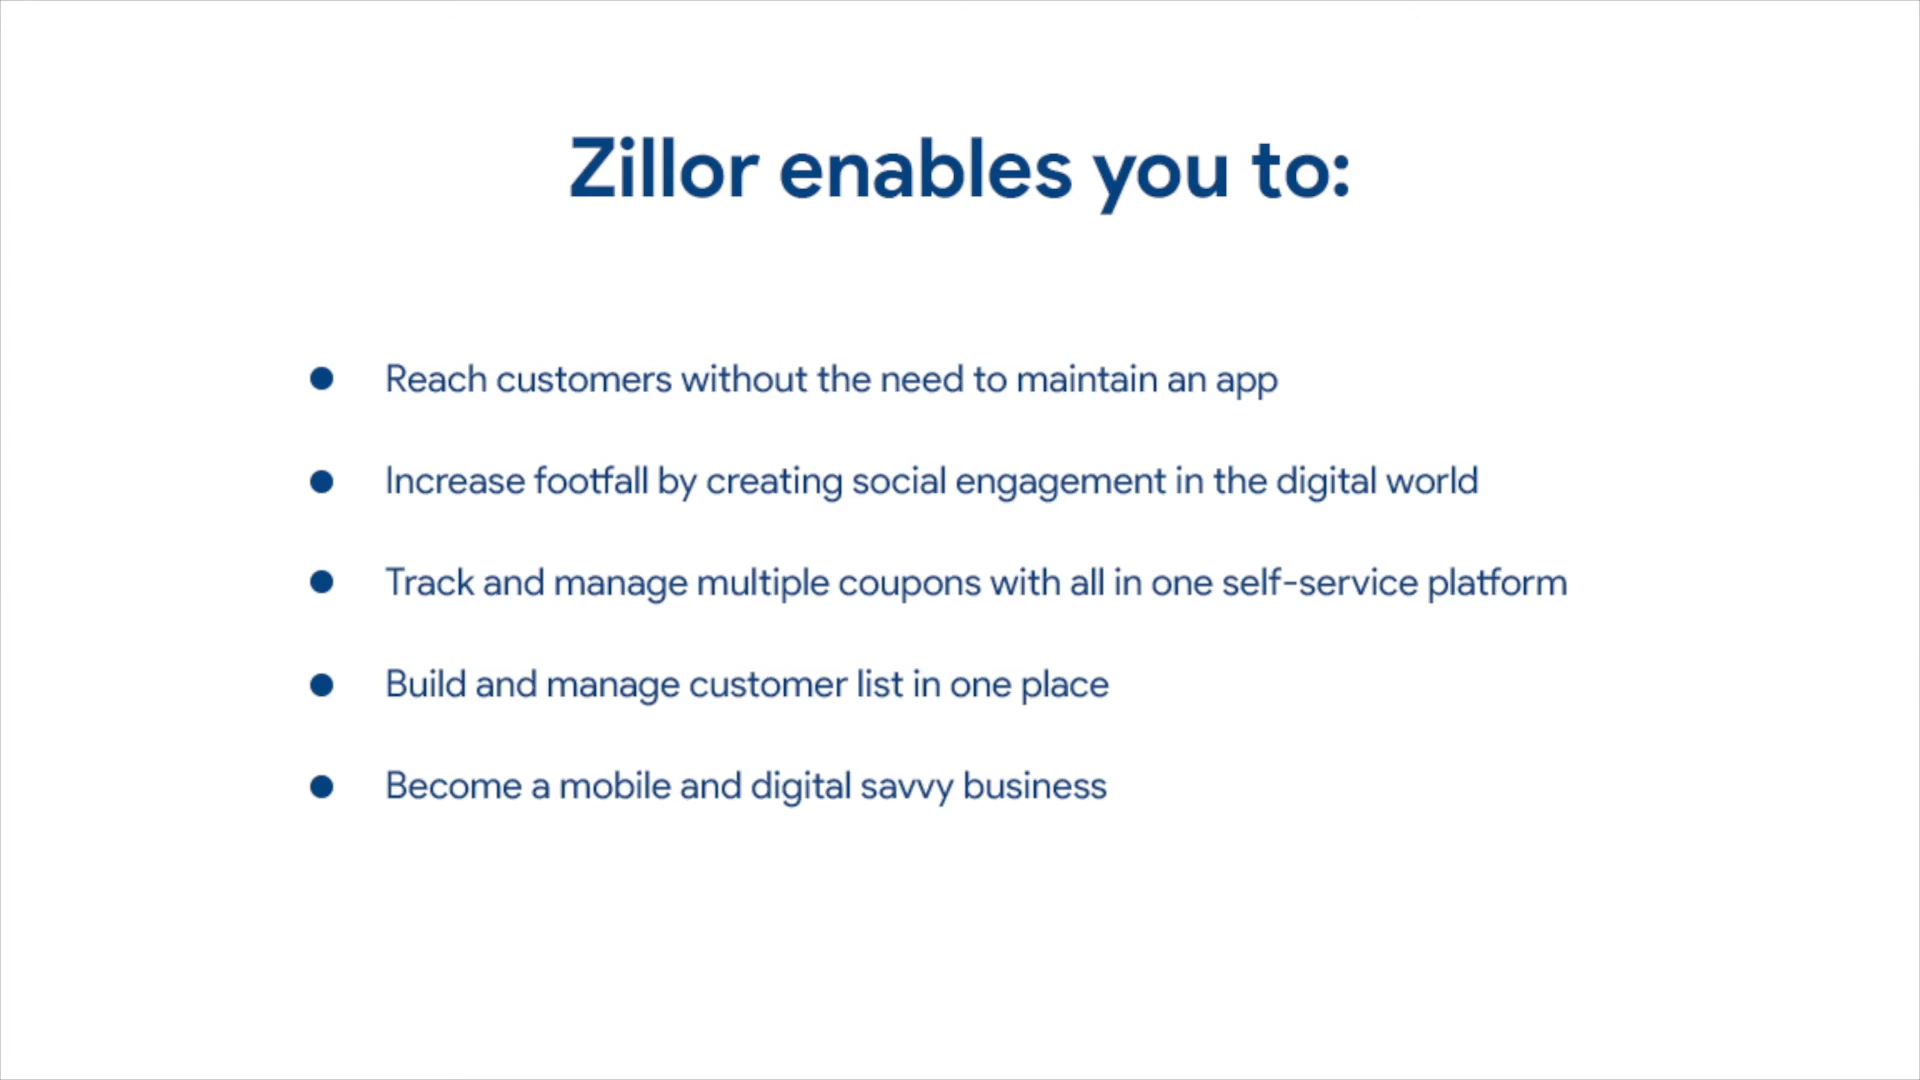 Zillor enables you to:
● Reach customers without the need to maintain an app
● Increase footfall by creating social engagement in the digital world
● Track and manage multiple coupons with all in one self-service platform
● Build and manage customer list in one place
● Become a mobile and digital savvy business